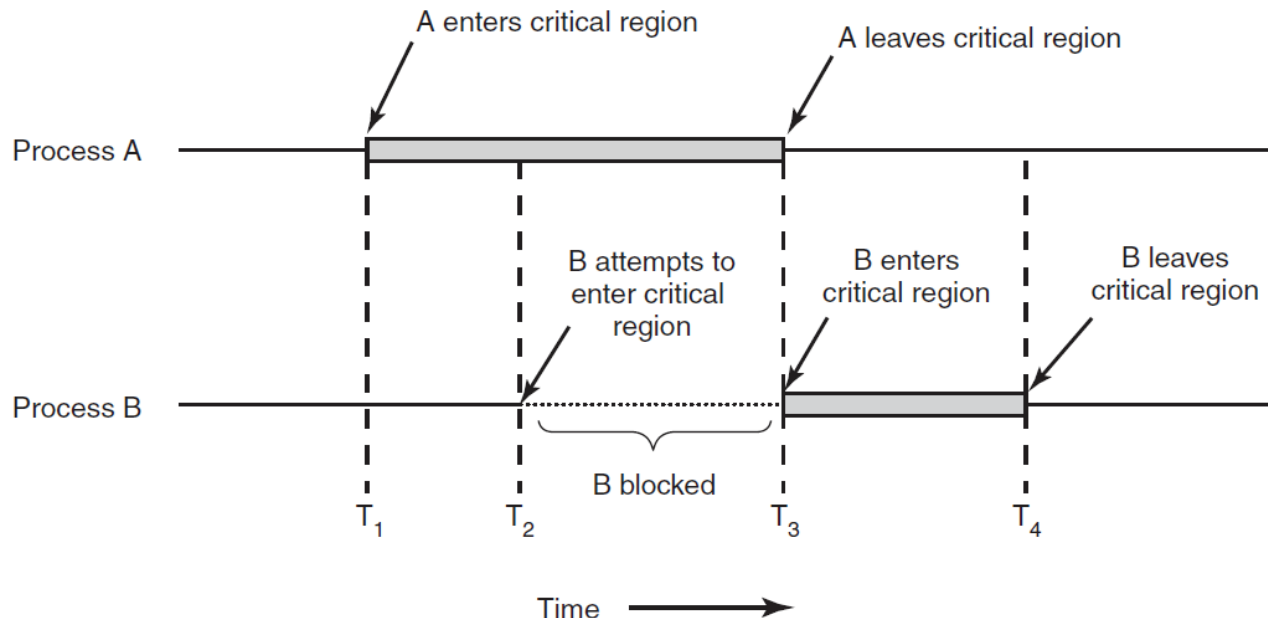 A enters critical region
A leaves critical region
Process A
B attempts to
enter critical
region
B enters
critical region
B leaves
critical region
Process B
B blocked
T1
T2
T3
T4
Time